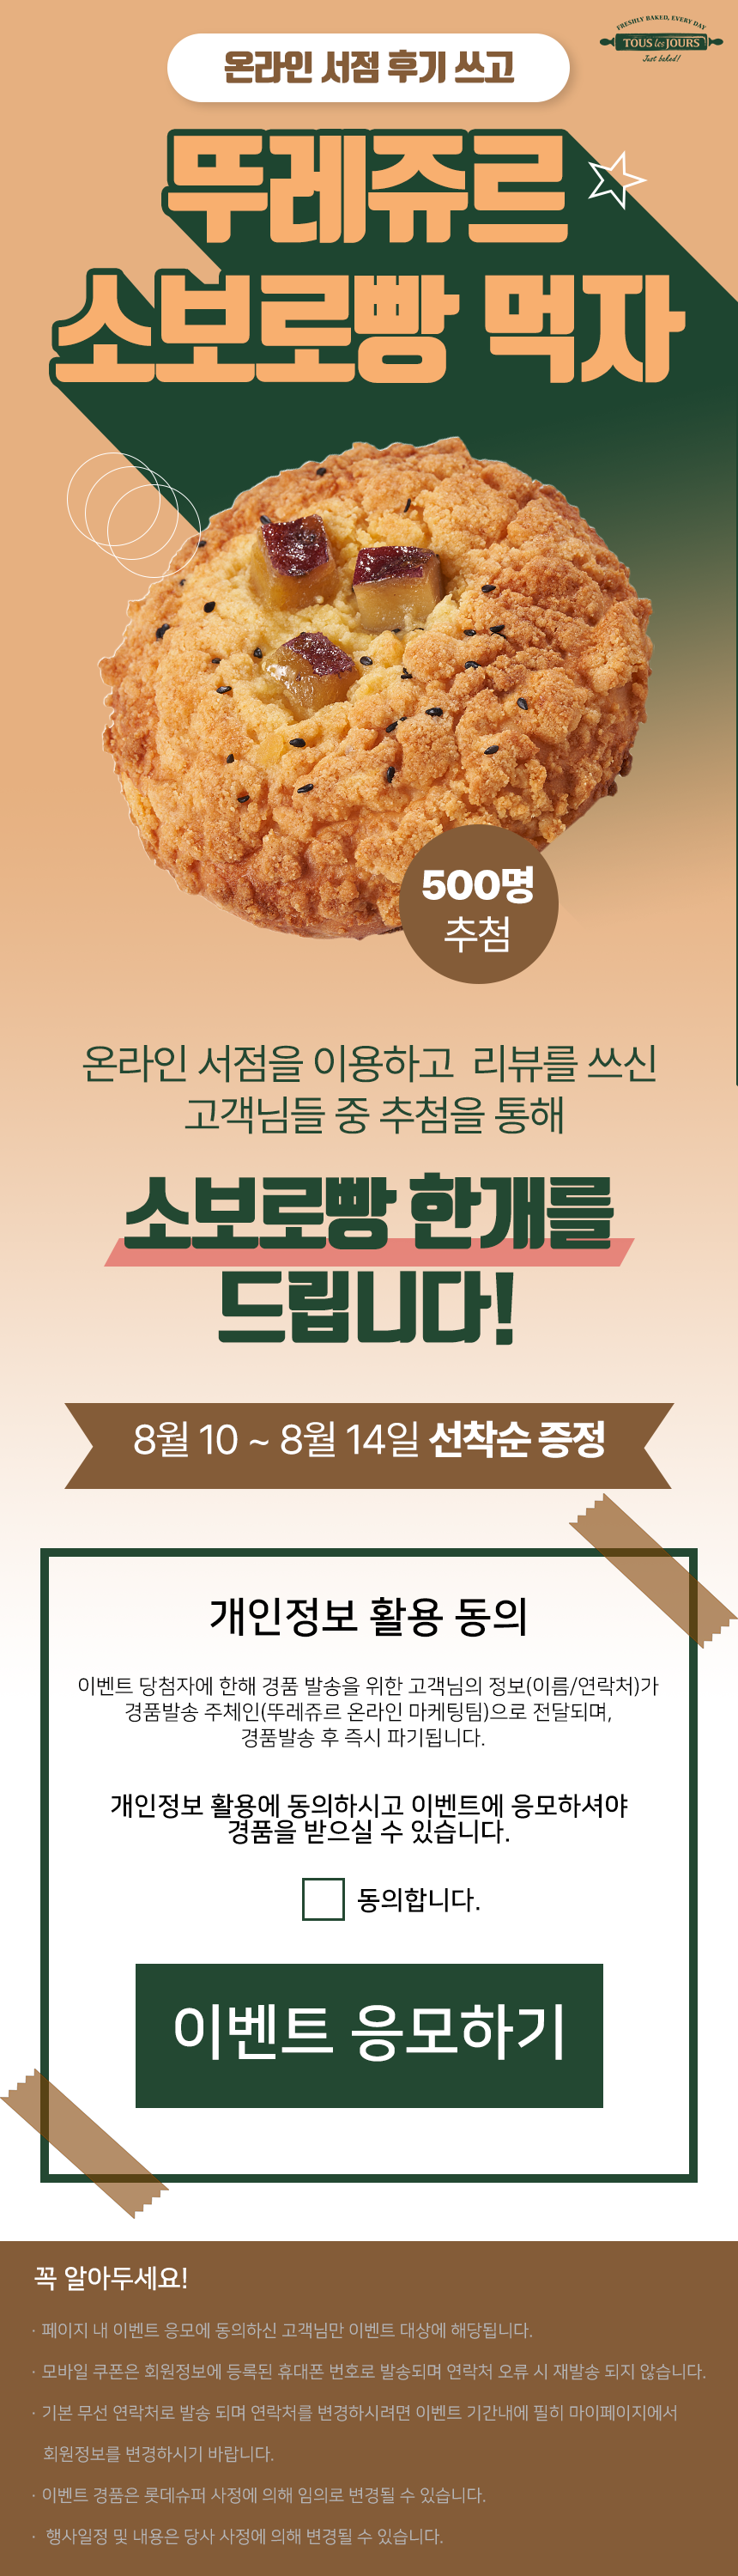 FRESHLY BAKED, EVERY DAY
TOUS les JOURS
Just baked!
온라인 서점 후기 쓰고
뚜레쥬르
소보로빵 먹자
500명
추첨
온라인 서점을 이용하고 리뷰를 쓰신
고객님들 중 추첨을 통해
소보로빵 한개를
드립니다!
8월 10 ~ 8월 14일 선착순 증정
개인정보 활용 동의
이벤트 당첨자에 한해 경품 발송을 위한 고객님의 정보(이름/연락처)가
경품발송 주체인(뚜레쥬르 온라인 마케팅팀)으로 전달되며,
경품발송 후 즉시 파기됩니다.
개인정보 활용에 동의하시고 이벤트에 응모하셔야
경품을 받으실 수 있습니다.
동의합니다.
이벤트 응모하기
꼭 알아두세요!
· 페이지 내 이벤트 응모에 동의하신 고객님만 이벤트 대상에 해당됩니다.
· 모바일 쿠폰은 회원정보에 등록된 휴대폰 번호로 발송되며 연락처 오류 시 재발송 되지 않습니다.
· 기본 무선 연락처로 발송 되며 연락처를 변경하시려면 이벤트 기간내에 필히 마이페이지에서
회원정보를 변경하시기 바랍니다.
· 이벤트 경품은 롯데슈퍼 사정에 의해 임의로 변경될 수 있습니다.
· 행사일정 및 내용은 당사 사정에 의해 변경될 수 있습니다.